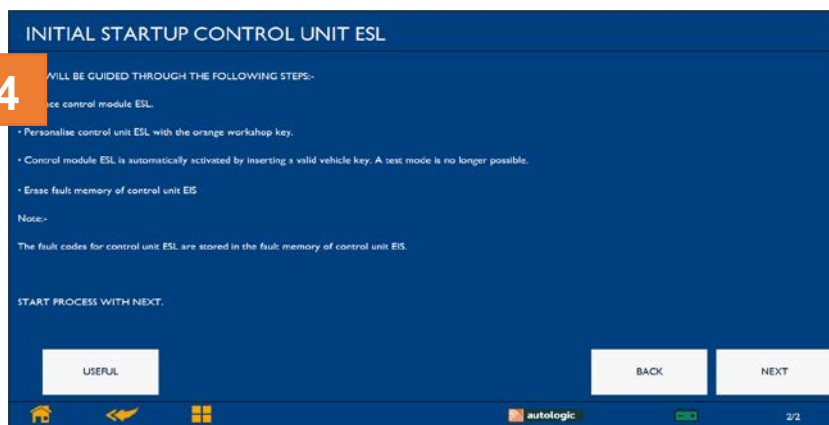 INITIAL STARTUP CONTROL UNIT ESL
4
WILL BE GUIDED THROUGH THE FOLLOWING STEPS:-
control module ESL.
• Personalise control unit ESL with the orange workshop key.
• Control module ESL is automatically activated by inserting a valid vehicle key. A test mode is no longer possible.
• Erase fault memory of control unit EIS
Note:-
The fault codes for control unit ESL are stored in the fault memory of control unit EIS.
START PROCESS WITH NEXT.
USEFUL
BACK
NEXT
autologic
2/2